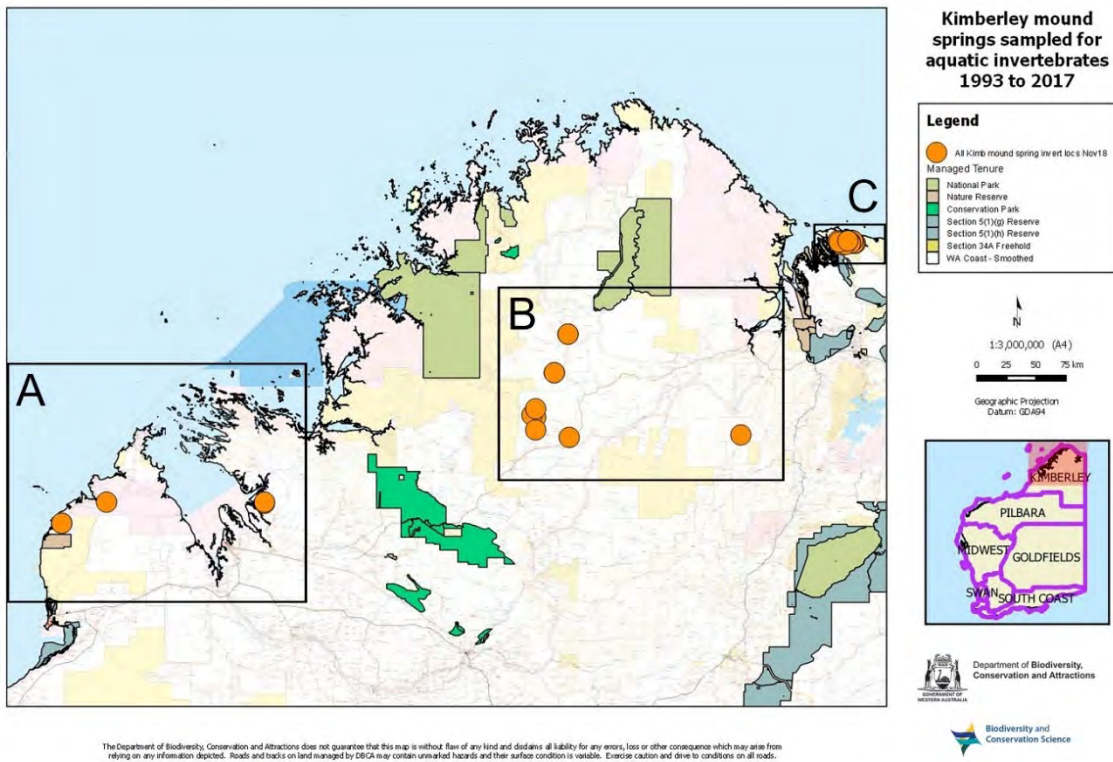 Kimberley mound
springs sampled for
aquatic invertebrates
1993 to 2017
Legend
All Kimb mound spring invert locs Nov18
Managed Tenure
National Park
Nature Reserve
Conservation Park
Section 5(1)(g) Reserve
Section 5(1)(h) Reserve
Section 34A Freehold
WA Coast - Smoothed
A
B
C
N
1:3,000,000 (A4)
0 25 50 75 km
Geographic Projection
Datum: GDA94
KIMBERLEY
PILBARA
MIDWEST
GOLDFIELDS
SWAN
SOUTH COAST
GOVERNMENT OF
WESTERN AUSTRALIA
Department of Biodiversity,
Conservation and Attractions
Biodiversity and
Conservation Science
The Department of Biodiversity, Conservation and Attractions does not guarantee that this map is without flaw of any kind and disclaims all liability for any errors, loss or other consequence which may arise from
relying on any information depicted. Roads and tracks on land managed by DBCA may contain unmarked hazards and their surface condition is variable. Exercise caution and drive to conditions on all roads.